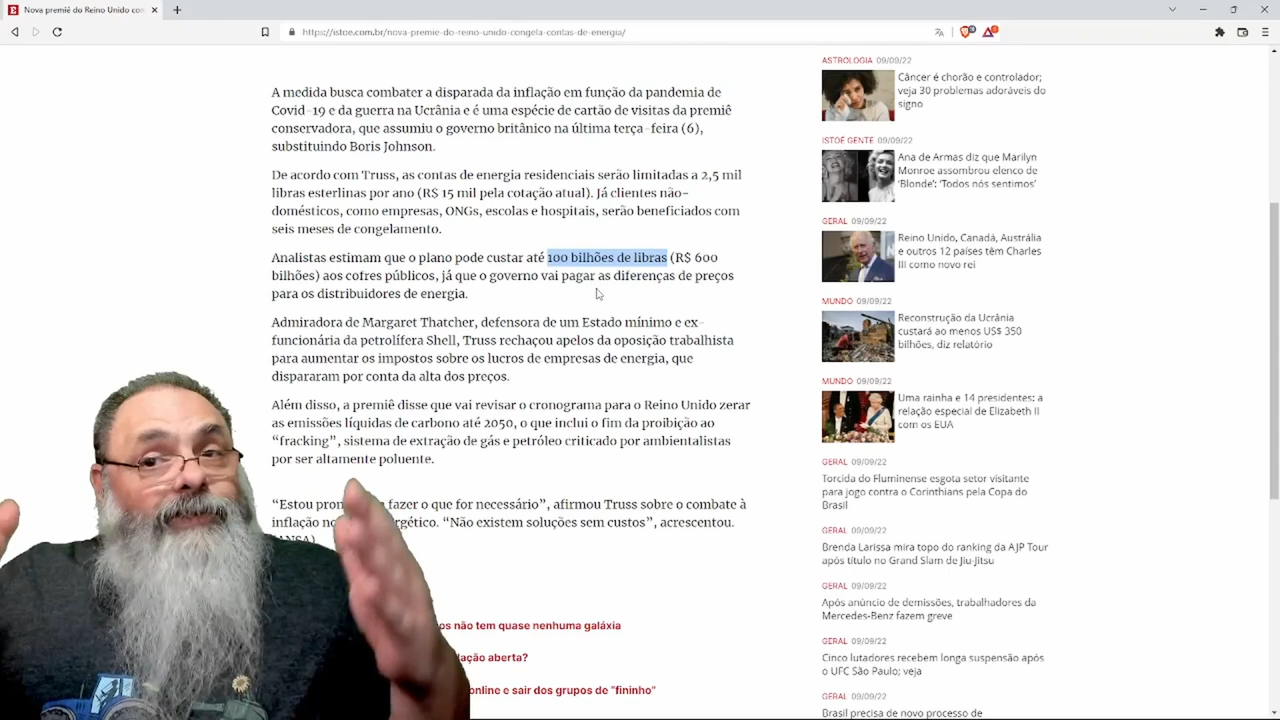 Nova premiê do Reino Unido con
https://istoe.com.br/nova-premie-do-reino-unido-congela-contas-de-energia/
A medida busca combater a disparada da inflação em função da pandemia de
Covid-19 e da guerra na Ucrânia e é uma espécie de cartão de visitas da premiê
conservadora, que assumiu o governo britânico na última terça-feira (6),
substituindo Boris Johnson.
De acordo com Truss, as contas de energia residenciais serão limitadas a 2,5 mil
libras esterlinas por ano (R$ 15 mil pela cotação atual). Já clientes não-
domésticos, como empresas, ONGs, escolas e hospitais, serão beneficiados com
seis meses de congelamento.
Analistas estimam que o plano pode custar até 100 bilhões de libras (R$ 600
bilhões) aos cofres públicos, já que o governo vai pagar as diferenças de preços
para os distribuidores de energia.
Admiradora de Margaret Thatcher, defensora de um Estado mínimo e ex-
funcionária da petrolífera Shell, Truss rechaçou apelos da oposição trabalhista
para aumentar os impostos sobre os lucros de empresas de energia, que
dispararam por conta da alta dos preços.
Além disso, a premiê disse que vai revisar o cronograma para o Reino Unido zerar
as emissões líquidas de carbono até 2050, o que inclui o fim da proibição ao
“fracking”, sistema de extração de gás e petróleo criticado por ambientalistas
por ser altamente poluente.
“Estou pron fazer o que for necessário”, afirmou Truss sobre o combate à
inflação no ergético. “Não existem soluções sem custos”, acrescentou.
(ANSA)
os não tem quase nenhuma galáxia
lação aberta?
online e sair dos grupos de "fininho"
ASTROLOGIA 09/09/22
Câncer é chorão e controlador;
veja 30 problemas adoráveis do
signo
ISTOÉ GENTE 09/09/22
Ana de Armas diz que Marilyn
Monroe assombrou elenco de
‘Blonde’: ‘Todos nós sentimos’
GERAL 09/09/22
Reino Unido, Canadá, Austrália
e outros 12 países têm Charles
III como novo rei
MUNDO 09/09/22
Reconstrução da Ucrânia
custará ao menos US$ 350
bilhões, diz relatório
MUNDO 09/09/22
Uma rainha e 14 presidentes: a
relação especial de Elizabeth II
com os EUA
GERAL 09/09/22
Torcida do Fluminense esgota setor visitante
para jogo contra o Corinthians pela Copa do
Brasil
GERAL 09/09/22
Brenda Larissa mira topo do ranking da AJP Tour
após título no Grand Slam de Jiu-Jitsu
GERAL 09/09/22
Após anúncio de demissões, trabalhadores da
Mercedes-Benz fazem greve
GERAL 09/09/22
Cinco lutadores recebem longa suspensão após
o UFC São Paulo; veja
GERAL 09/09/22
Brasil precisa de novo processo de